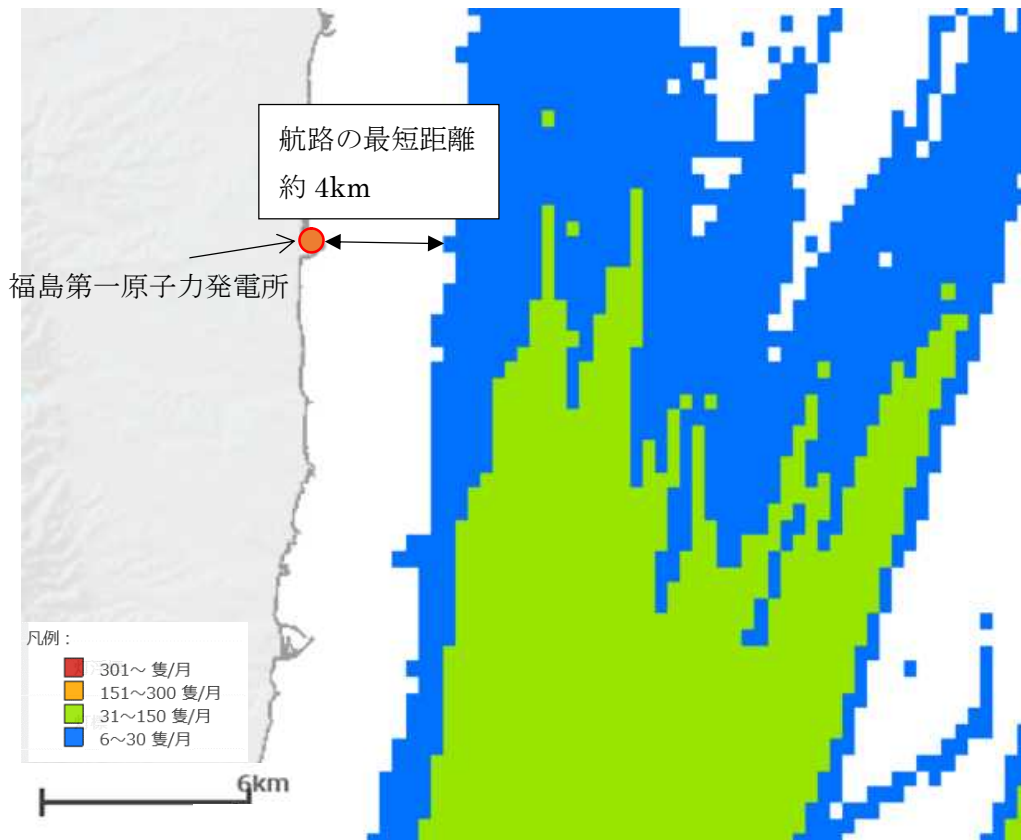 航路の最短距離
約 4km
福島第一原子力発電所
凡例：
301～ 隻/月
151～300 隻/月
31～150 隻/月
6～30 隻/月
6km